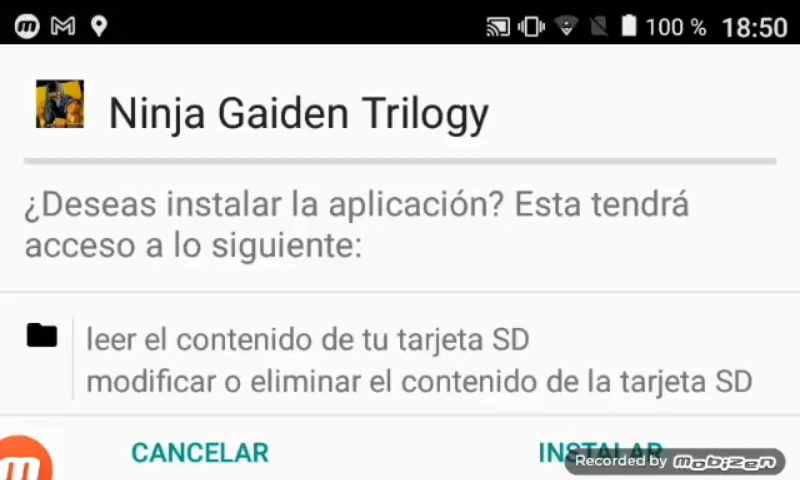 100 % 18:50
Ninja Gaiden Trilogy
¿Deseas instalar la aplicación? Esta tendrá
acceso a lo siguiente:
leer el contenido de tu tarjeta SD
modificar o eliminar el contenido de la tarjeta SD
CANCELAR INSTALAR
Recorded by mobizen